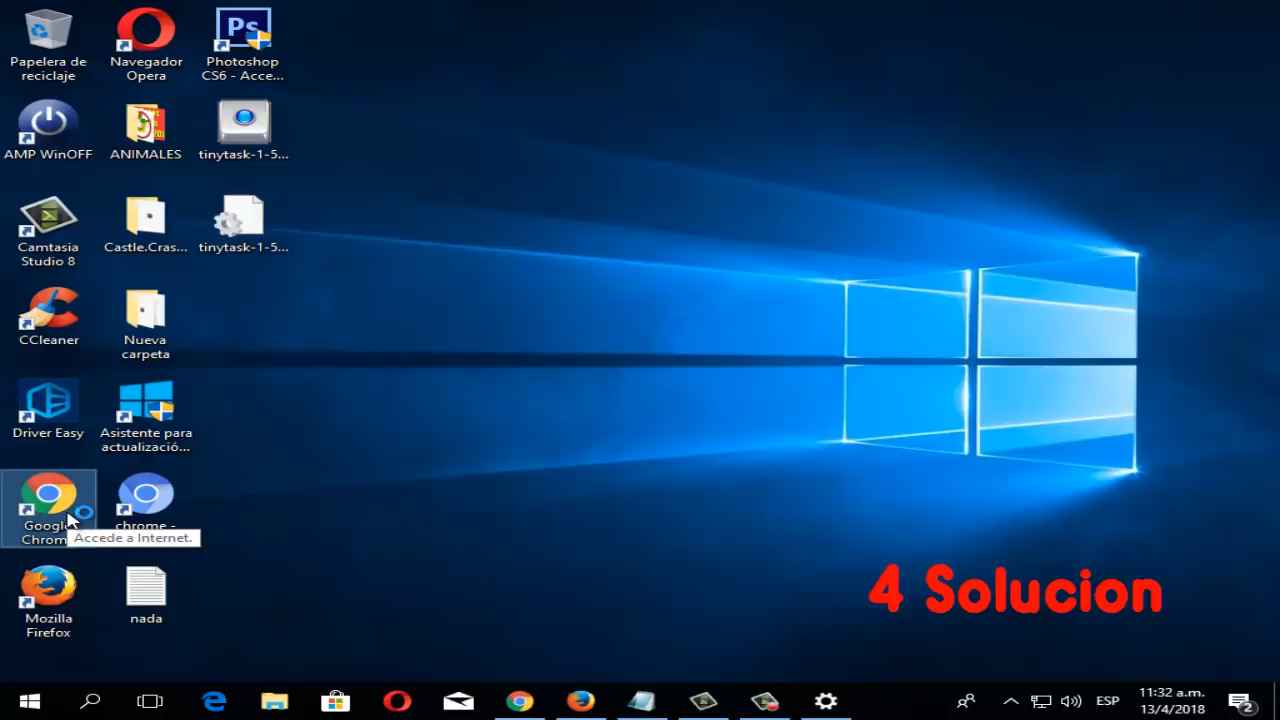 Papelera de
reciclaje
Navegador
Opera
Ps
Photoshop
CS6 - Acce...
AMP WinOFF
ANIMALES
tinytask-1-5...
Camtasia
Studio 8
Castle.Cras...
tinytask-1-5...
CCleaner
Nueva
carpeta
Driver Easy
Asistente para
actualizació...
Google
Chrom
chrome -
Accede a Internet.
Mozilla
Firefox
nada
4 Solucion
ESP
11:32 a.m.
13/4/2018
2